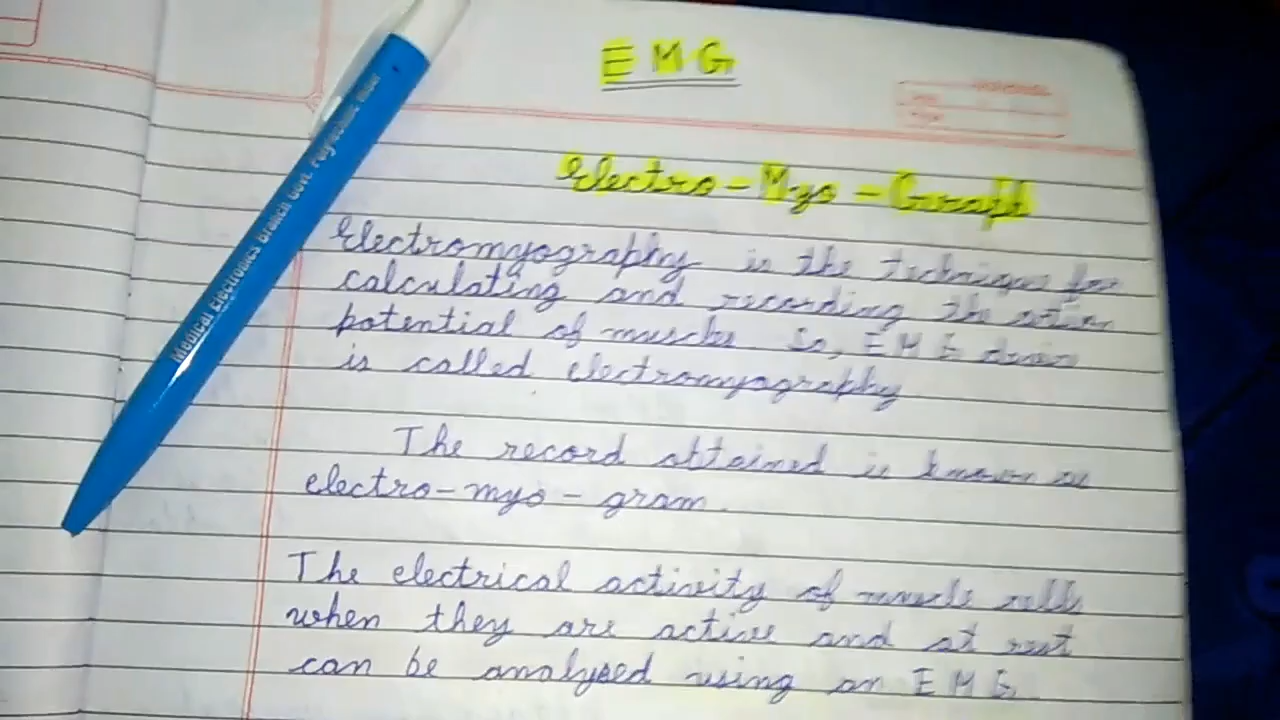 EMG
Electro-Myo-Graph
Electromyography is the technique for
calculating and recording the action
potential of muscle. So, EMG device
is called electromyography
The record obtained is known as
electro-myo-gram.
The electrical activity of muscle cells
when they are active and at rest
can be analysed using an EMG
Medical Electronics Branch Govt. Polytechnic